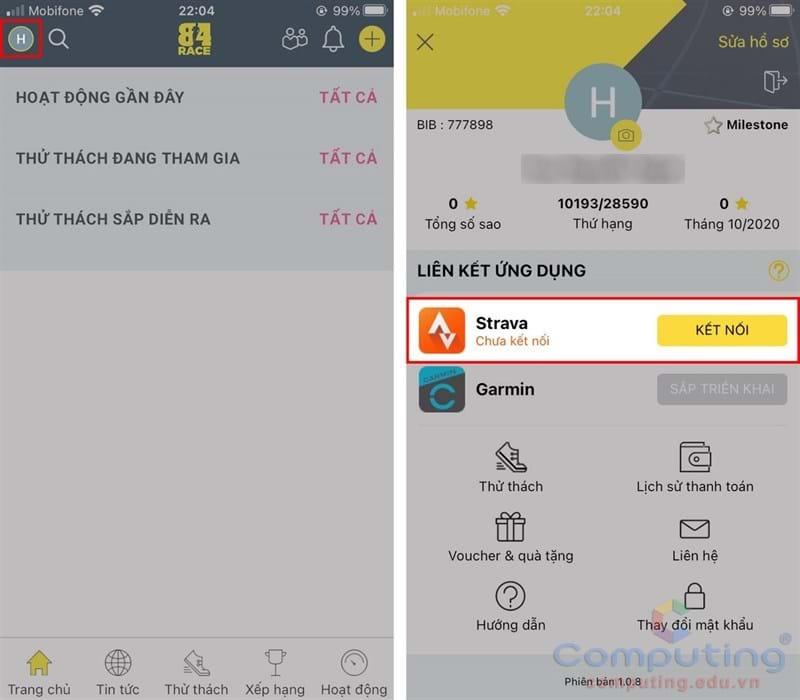 Mobifone 22:04 99%
H
84
RACE
HOẠT ĐỘNG GẦN ĐÂY TẤT CẢ
THỬ THÁCH ĐANG THAM GIA TẤT CẢ
THỬ THÁCH SẮP DIỄN RA TẤT CẢ
Trang chủ Tin tức Thử thách Xếp hạng Hoạt động
Mobifone 22:04 99%
Sửa hồ sơ
H
BIB : 777898 Milestone
0 10193/28590 0
Tổng số sao Thứ hạng Tháng 10/2020
LIÊN KẾT ỨNG DỤNG ?
Strava KẾT NỐI
Chưa kết nối
GARMIN
Garmin SẮP TRIỂN KHAI
Thử thách Lịch sử thanh toán
Voucher & quà tặng Liên hệ
Hướng dẫn Thay đổi mật khẩu
Computing®
Phiên bản 1.0.8
computing.edu.vn